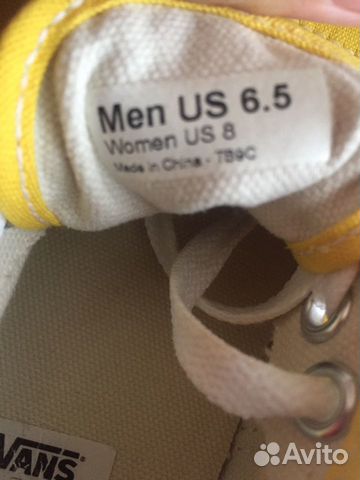 Men US 6.5
Women US 8
Made in China - 7B9C
VANS
Avito